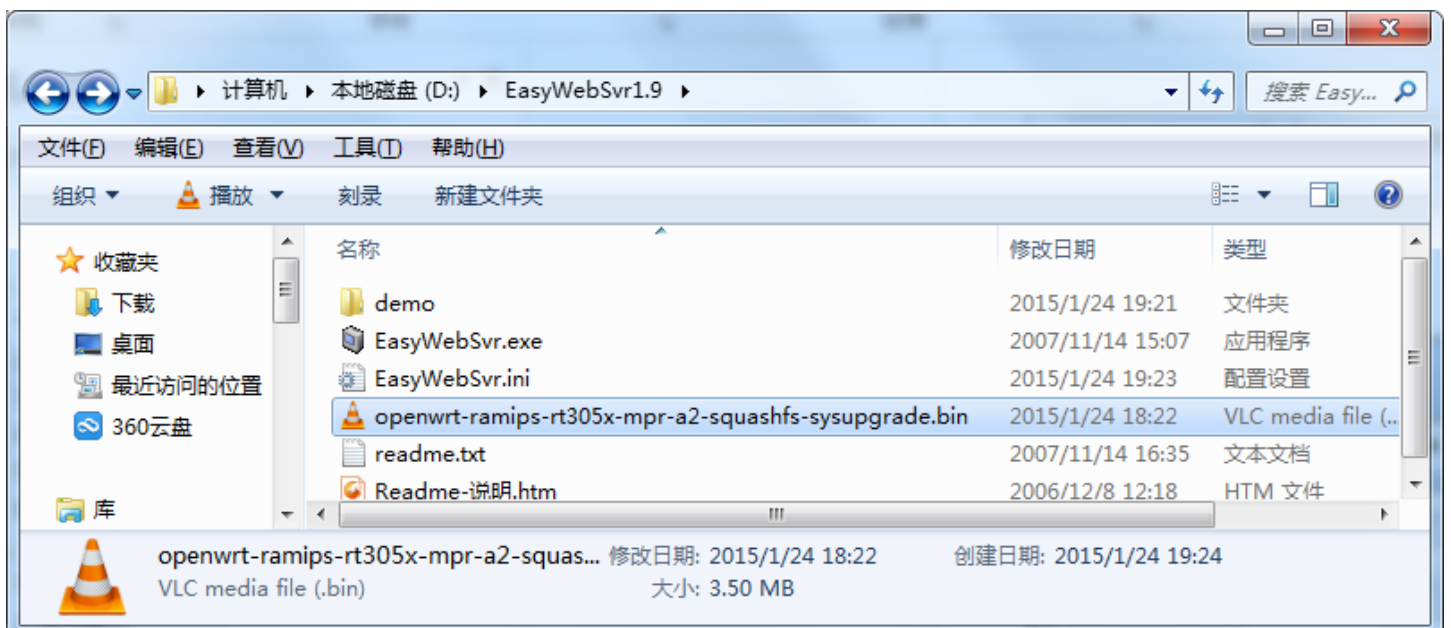 计算机 本地磁盘 (D:) EasyWebSvr1.9 搜索 Easy...
文件(F) 编辑(E) 查看(V) 工具(T) 帮助(H)
组织 播放 刻录 新建文件夹
收藏夹
下载
桌面
最近访问的位置
360云盘
库
名称 修改日期 类型
demo 2015/1/24 19:21 文件夹
EasyWebSvr.exe 2007/11/14 15:07 应用程序
EasyWebSvr.ini 2015/1/24 19:23 配置设置
openwrt-ramips-rt305x-mpr-a2-squashfs-sysupgrade.bin 2015/1/24 18:22 VLC media file (...
readme.txt 2007/11/14 16:35 文本文档
Readme-说明.htm 2006/12/8 12:18 HTM 文件
openwrt-ramips-rt305x-mpr-a2-squas... 修改日期: 2015/1/24 18:22 创建日期: 2015/1/24 19:24
VLC media file (.bin) 大小: 3.50 MB